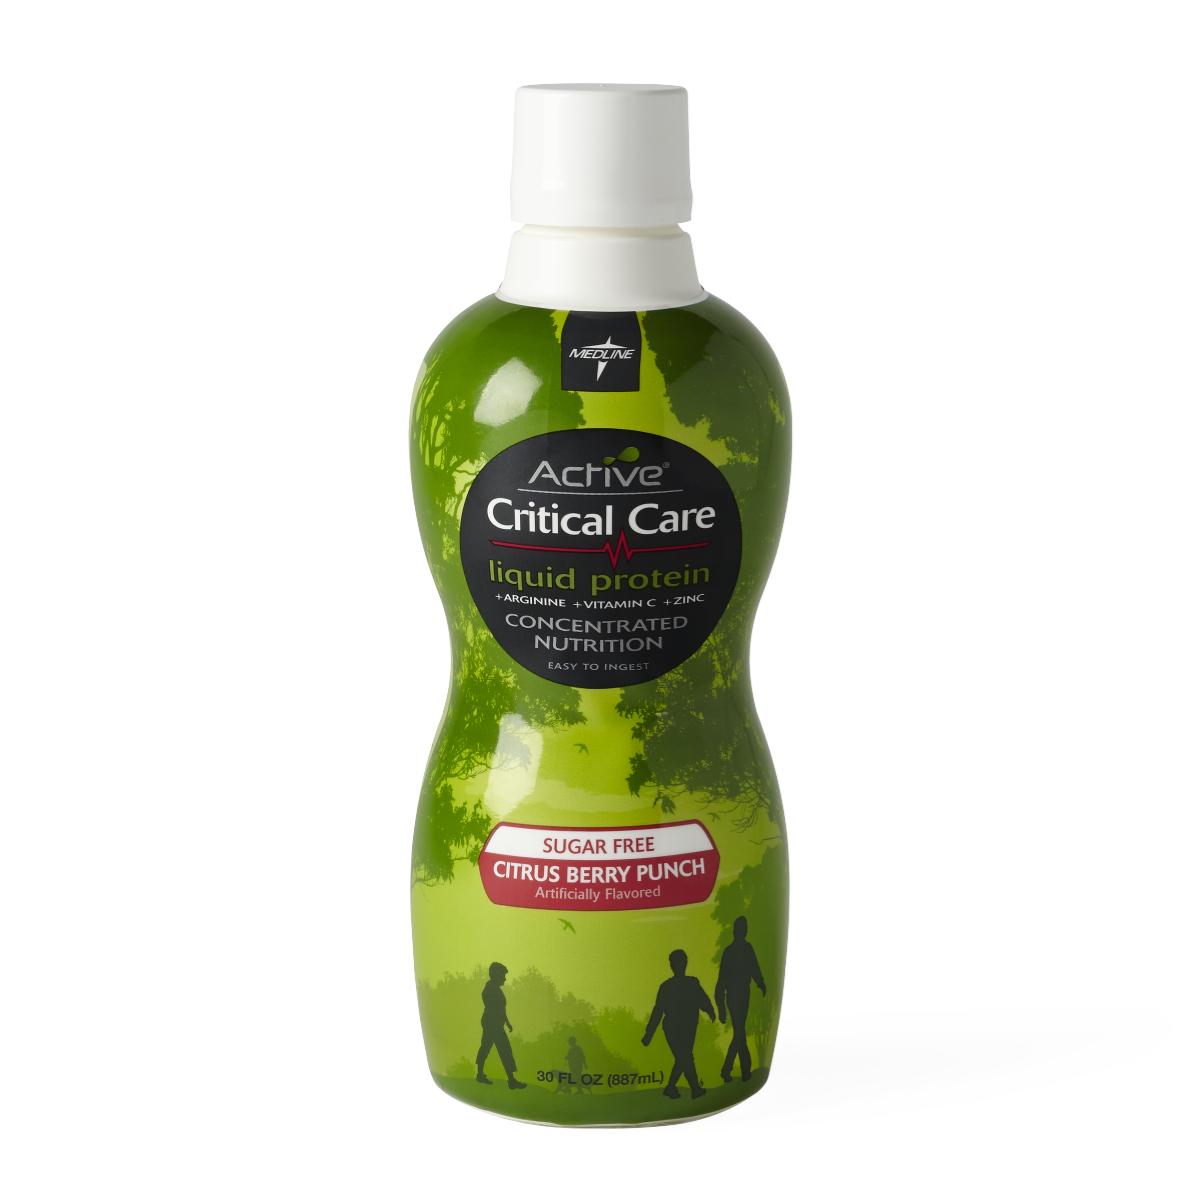 MEDLINE
Active®
Critical Care
liquid protein
+ARGININE +VITAMIN C +ZINC
CONCENTRATED
NUTRITION
EASY TO INGEST
SUGAR FREE
CITRUS BERRY PUNCH
Artificially Flavored
30 FL OZ (887mL)